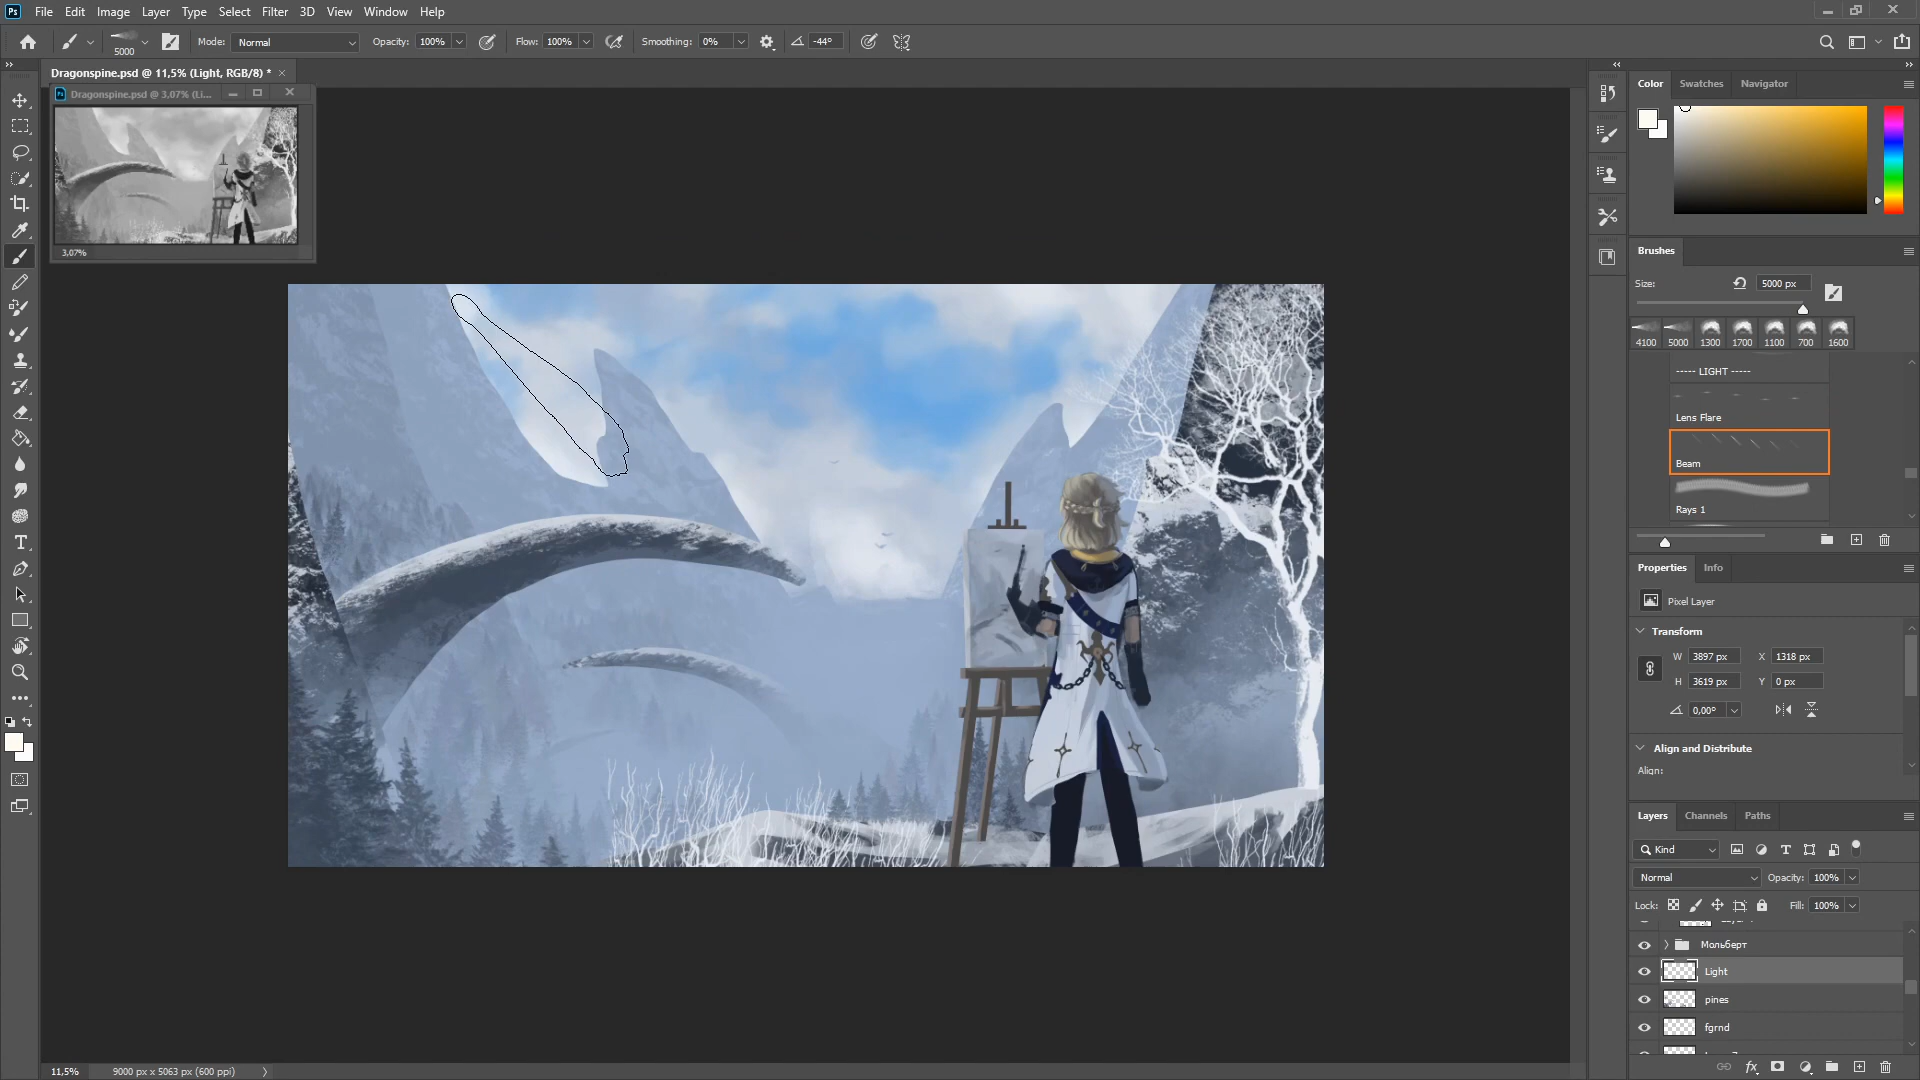 Ps File Edit Image Layer Type Select Filter 3D View Window Help
5000 Mode: Normal Opacity: 100% Flow: 100% Smoothing: 0% -44°
Dragonspine.psd @ 11,5% (Light, RGB/8) *
Dragonspine.psd @ 3,07% (Li...
3,07%
Color Swatches Navigator
Brushes
Size: 5000 px
4100 5000 1300 1700 1100 700 1600
----- LIGHT -----
Lens Flare
Beam
Rays 1
Properties Info
Pixel Layer
Transform
W 3897 px X 1318 px
H 3619 px Y 0 px
0,00°
Align and Distribute
Align:
Layers Channels Paths
Kind
Normal Opacity: 100%
Lock: Fill: 100%
Мольберт
Light
pines
fgrnd
11,5% 9000 px x 5063 px (600 ppi)